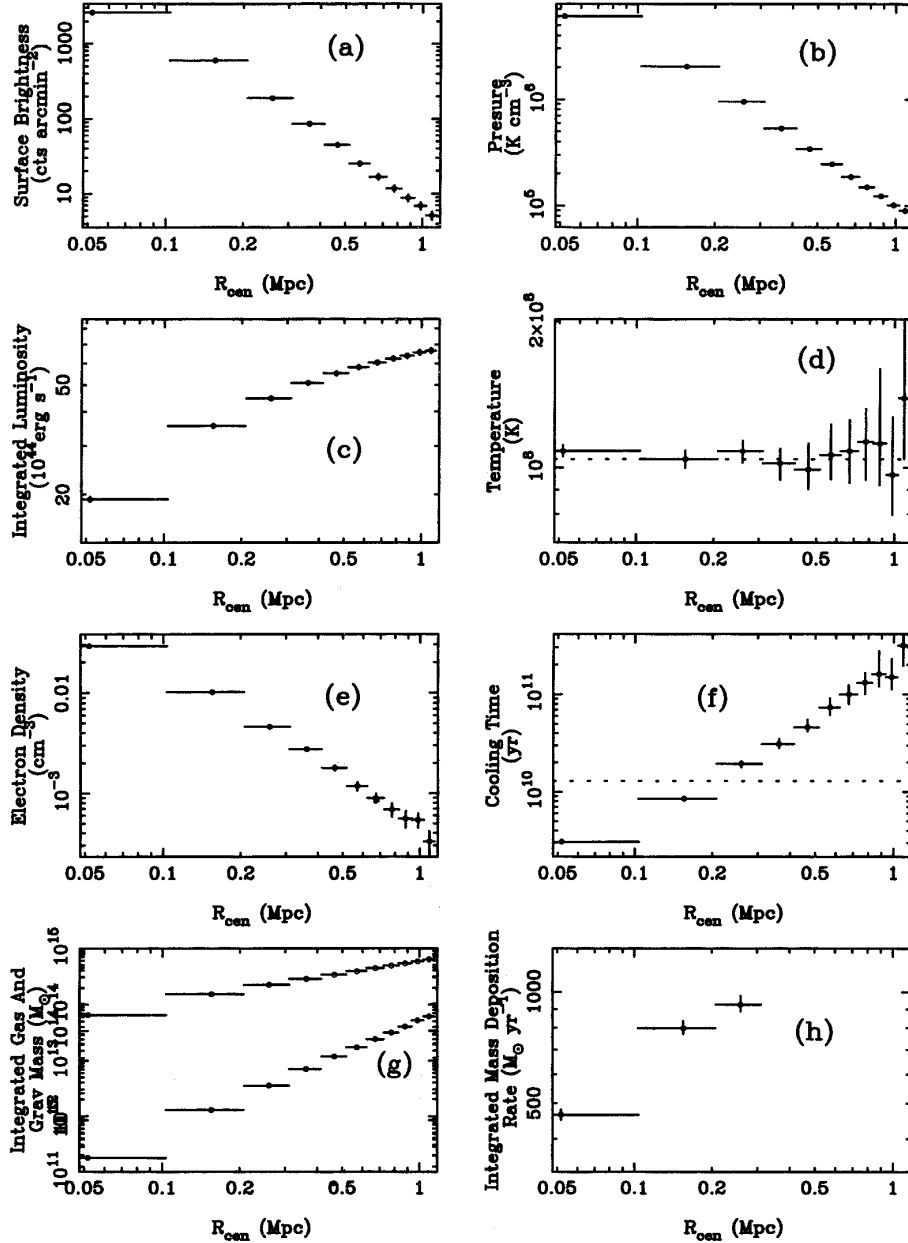 Surface Brightness
(cts arcmin⁻²)
1000
100
10
(a)
0.05 0.1 0.2 0.5 1
R_cen (Mpc)
Presure
(K cm⁻³)
10⁶
10⁵
(b)
0.05 0.1 0.2 0.5 1
R_cen (Mpc)
Integrated Luminosity
(10⁴⁴erg s⁻¹)
50
20
(c)
0.05 0.1 0.2 0.5 1
R_cen (Mpc)
Temperature
(K)
2×10⁸
10⁸
(d)
0.05 0.1 0.2 0.5 1
R_cen (Mpc)
Electron Density
(cm⁻³)
0.01
10⁻³
(e)
0.05 0.1 0.2 0.5 1
R_cen (Mpc)
Cooling Time
(yr)
10¹¹
10¹⁰
(f)
0.05 0.1 0.2 0.5 1
R_cen (Mpc)
Integrated Gas And
Grav Mass (M⊙)
10¹⁵
10¹⁴
10¹³
10¹¹
(g)
0.05 0.1 0.2 0.5 1
R_cen (Mpc)
Integrated Mass Deposition
Rate (M⊙ yr⁻¹)
1000
500
(h)
0.05 0.1 0.2 0.5 1
R_cen (Mpc)